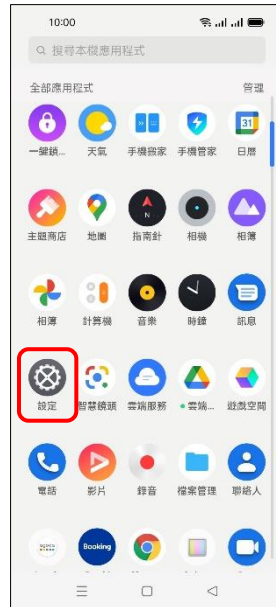 10:00
搜尋本機應用程式
全部應用程式 管理
31
一鍵鎖... 天氣 手機搬家 手機管家 日曆
N
主題商店 地圖 指南針 相機 相簿
相簿 計算機 音樂 時鐘 訊息
設定 智慧鏡頭 雲端服務 雲端... 遊戲空間
電話 影片 錄音 檔案管理 聯絡人
Booking